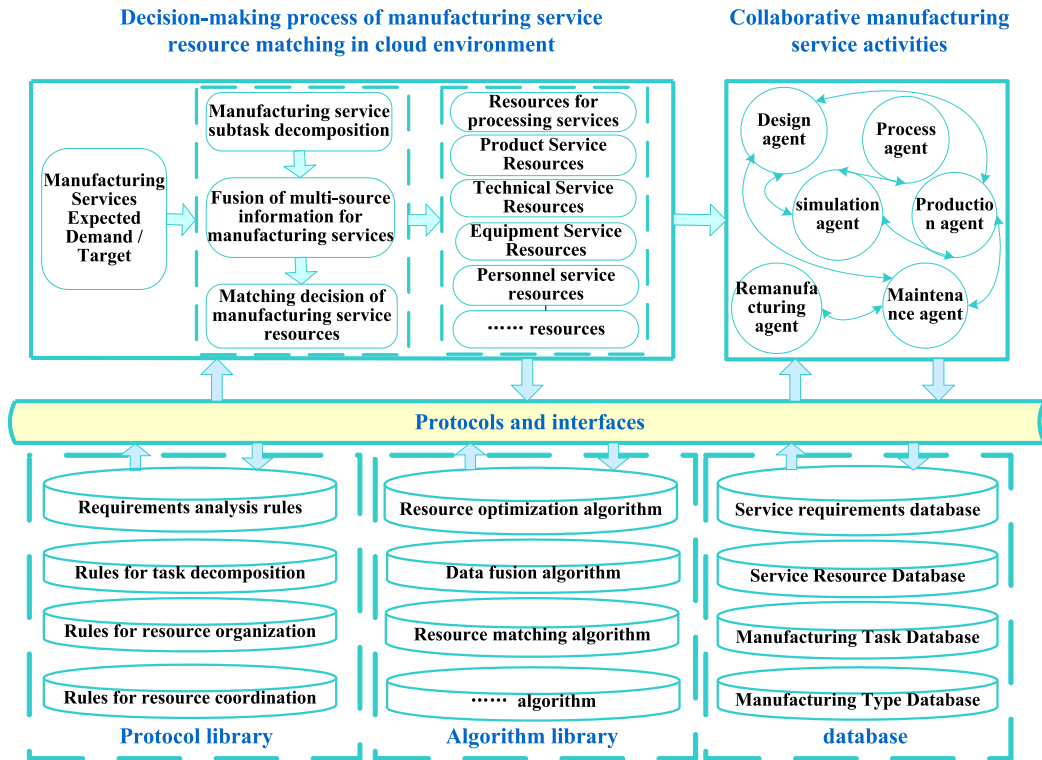 Decision-making process of manufacturing service
resource matching in cloud environment
Collaborative manufacturing
service activities
Manufacturing
Services
Expected
Demand /
Target
Manufacturing service
subtask decomposition
Fusion of multi-source
information for
manufacturing services
Matching decision of
manufacturing service
resources
Resources for
processing services
Product Service
Resources
Technical Service
Resources
Equipment Service
Resources
Personnel service
resources
…… resources
Design
agent
Process
agent
simulation
agent
Productio
n agent
Remanufa
cturing agent
Maintena
nce agent
Protocols and interfaces
Requirements analysis rules
Rules for task decomposition
Rules for resource organization
Rules for resource coordination
Protocol library
Resource optimization algorithm
Data fusion algorithm
Resource matching algorithm
…… algorithm
Algorithm library
Service requirements database
Service Resource Database
Manufacturing Task Database
Manufacturing Type Database
database